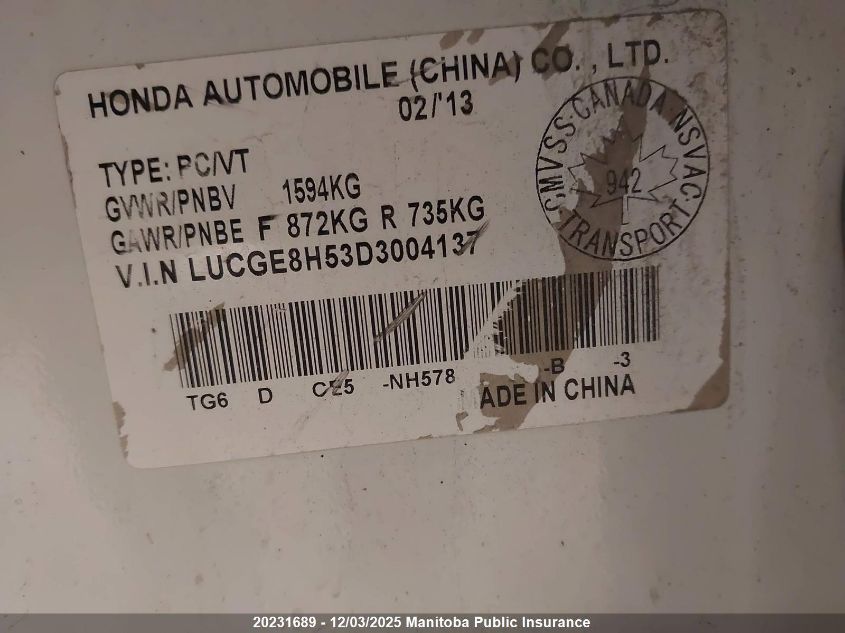 HONDA AUTOMOBILE (CHINA) CO. , LTD.
02/'13
TYPE: PC/VT
GVWR/PNBV 1594KG
GAWR/PNBE F 872KG R 735KG
V.I.N LUCGE8H53D3004137
CMVSS·CANADA·NSVAC
942
TRANSPORT
TG6 D CE5 -NH578 -B -3
ADE IN CHINA
20231689 - 12/03/2025 Manitoba Public Insurance